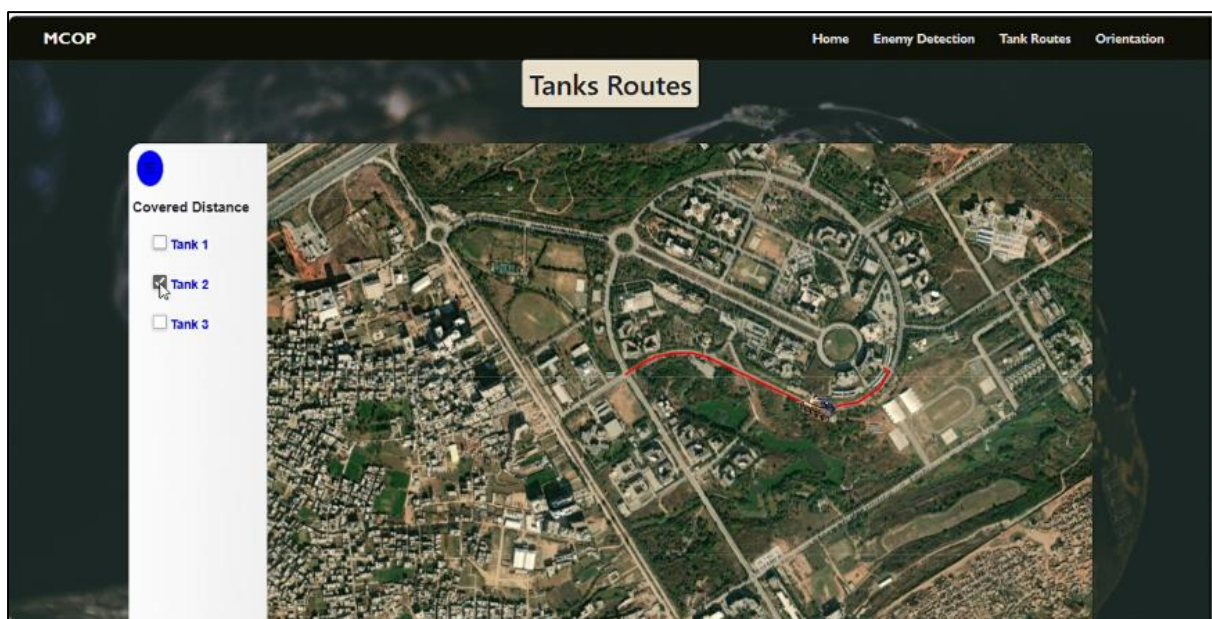 MCOP
Home Enemy Detection Tank Routes Orientation
Tanks Routes
Covered Distance
Tank 1
Tank 2
Tank 3